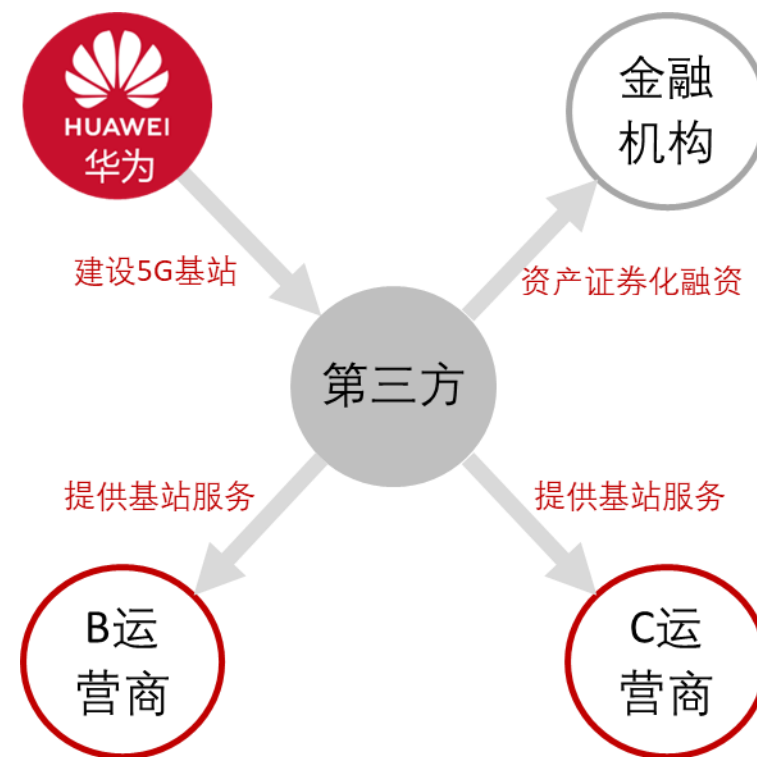 HUAWEI
华为
金融
机构
建设5G基站
资产证券化融资
第三方
提供基站服务
提供基站服务
B运
营商
C运
营商